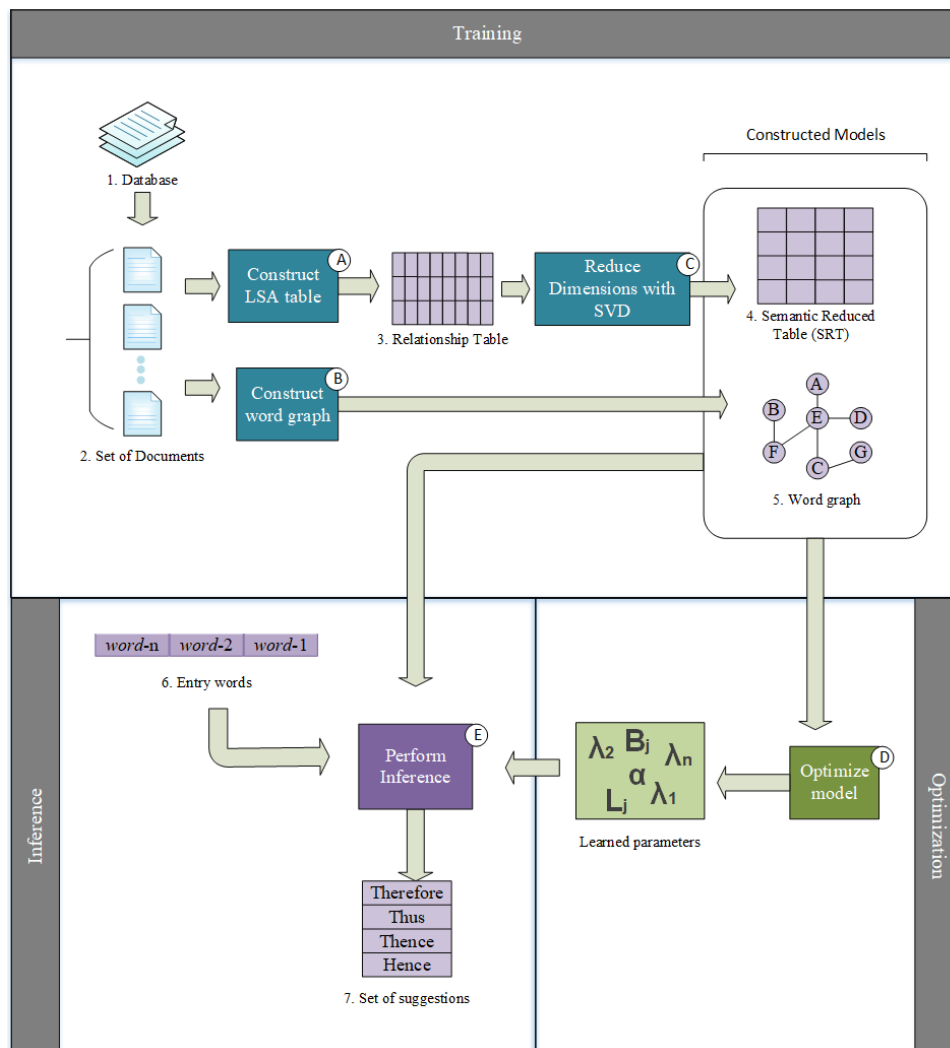 Training
Constructed Models
1. Database
A
Construct
LSA table
3. Relationship Table
C
Reduce
Dimensions with
SVD
4. Semantic Reduced
Table (SRT)
B
Construct
word graph
2. Set of Documents
A
B
E
D
F
C
G
5. Word graph
Inference
word-n word-2 word-1
6. Entry words
E
Perform
Inference
Therefore
Thus
Thence
Hence
7. Set of suggestions
λ2 Bj λn
α
Lj λ1
Learned parameters
D
Optimize
model
Optimization